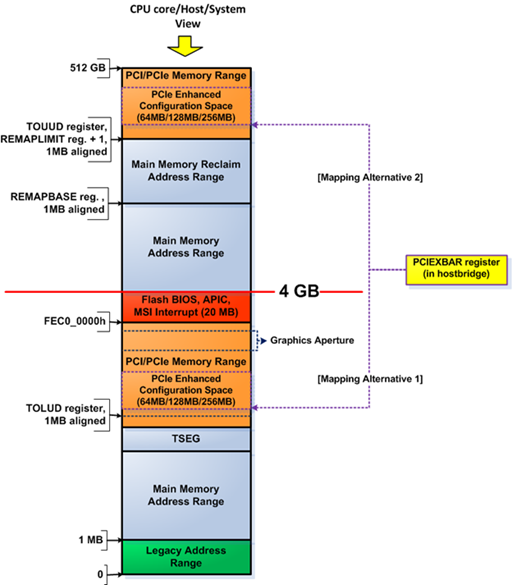 CPU core/Host/System
View
512 GB
PCI/PCIe Memory Range
PCIe Enhanced
Configuration Space
(64MB/128MB/256MB)
TOUUD register,
REMAPLIMIT reg. + 1,
1MB aligned
Main Memory Reclaim
Address Range
[Mapping Alternative 2]
REMAPBASE reg. ,
1MB aligned
Main Memory
Address Range
PCIEXBAR register
(in hostbridge)
4 GB
Flash BIOS, APIC,
MSI Interrupt (20 MB)
FEC0_0000h
Graphics Aperture
PCI/PCIe Memory Range
PCIe Enhanced
Configuration Space
(64MB/128MB/256MB)
[Mapping Alternative 1]
TOLUD register,
1MB aligned
TSEG
Main Memory
Address Range
1 MB
Legacy Address
Range
0